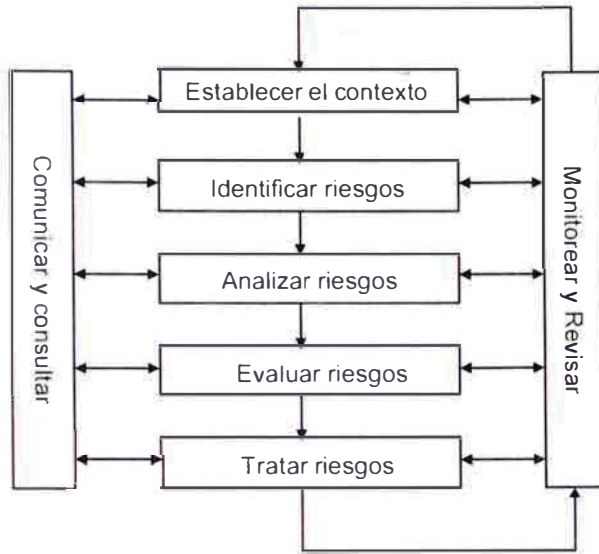 Establecer el contexto
Identificar riesgos
Analizar riesgos
Evaluar riesgos
Tratar riesgos
Comunicar y consultar
Monitorear y Revisar